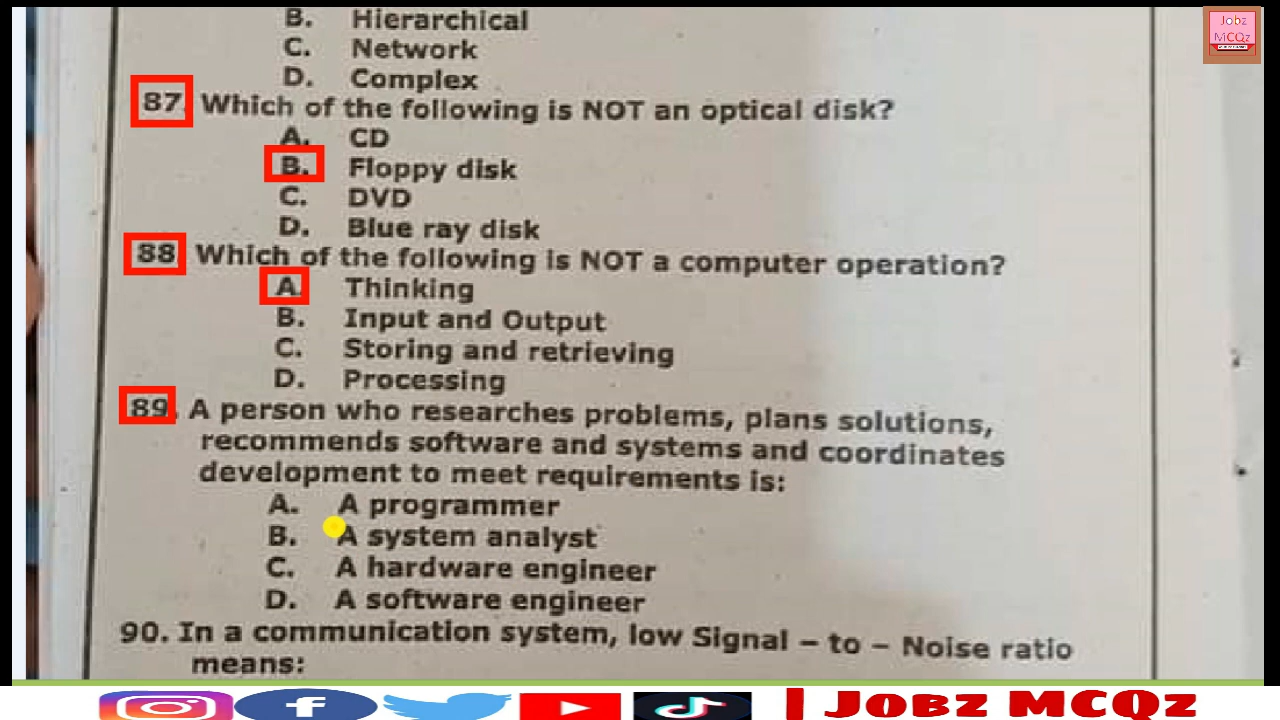 B. Hierarchical
C. Network
D. Complex
87. Which of the following is NOT an optical disk?
A. CD
B. Floppy disk
C. DVD
D. Blue ray disk
88 Which of the following is NOT a computer operation?
A Thinking
B. Input and Output
C. Storing and retrieving
D. Processing
89. A person who researches problems, plans solutions,
recommends software and systems and coordinates
development to meet requirements is:
A. A programmer
B. A system analyst
C. A hardware engineer
D. A software engineer
90. In a communication system, low Signal – to – Noise ratio
means:
Jobz
MCQz
| Jobz MCQz